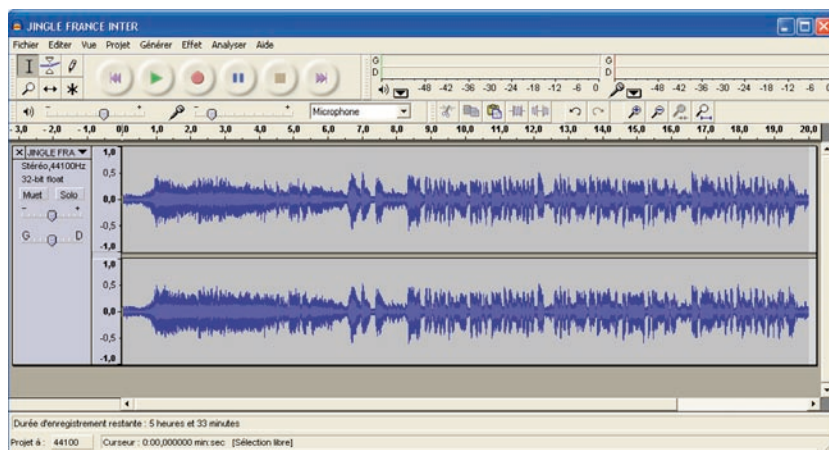 JINGLE FRANCE INTER
Fichier Editer Vue Projet Générer Effet Analyser Aide
G
D
-48 -42 -36 -30 -24 -18 -12 -6 0
G
D
-48 -42 -36 -30 -24 -18 -12 -6 0
Microphone
- 3,0 - 2,0 - 1,0 0,0 1,0 2,0 3,0 4,0 5,0 6,0 7,0 8,0 9,0 10,0 11,0 12,0 13,0 14,0 15,0 16,0 17,0 18,0 19,0 20,0
X JINGLE FRA
Stéréo,44100Hz
32-bit float
Muet Solo
- +
G D
1,0
0,5
0,0
-0,5
-1,0
1,0
0,5
0,0
-0,5
-1,0
Durée d'enregistrement restante : 5 heures et 33 minutes
Projet à : 44100 Curseur : 0:00,000000 min:sec [Sélection libre]